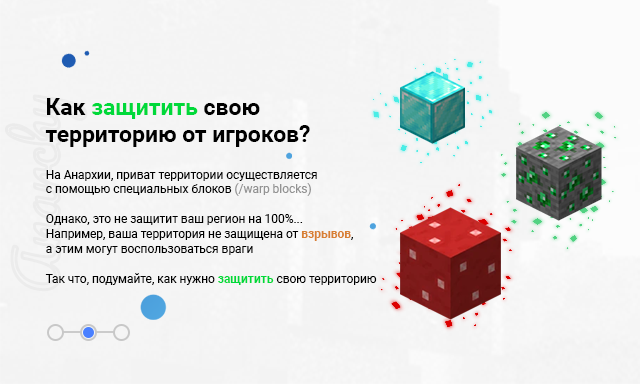 Как защитить свою
территорию от игроков?
На Анархии, приват территории осуществляется
с помощью специальных блоков (/warp blocks)
Однако, это не защитит ваш регион на 100%...
Например, ваша территория не защищена от взрывов,
а этим могут воспользоваться враги
Так что, подумайте, как нужно защитить свою территорию
Anarchy